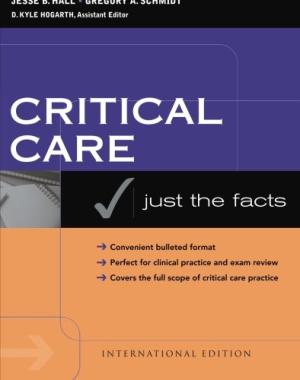 JESSE B. HALL • GREGORY A. SCHMIDT
D. KYLE HOGARTH, Assistant Editor
CRITICAL
CARE
just the facts
→ Convenient bulleted format
→ Perfect for clinical practice and exam review
→ Covers the full scope of critical care practice
INTERNATIONAL EDITION